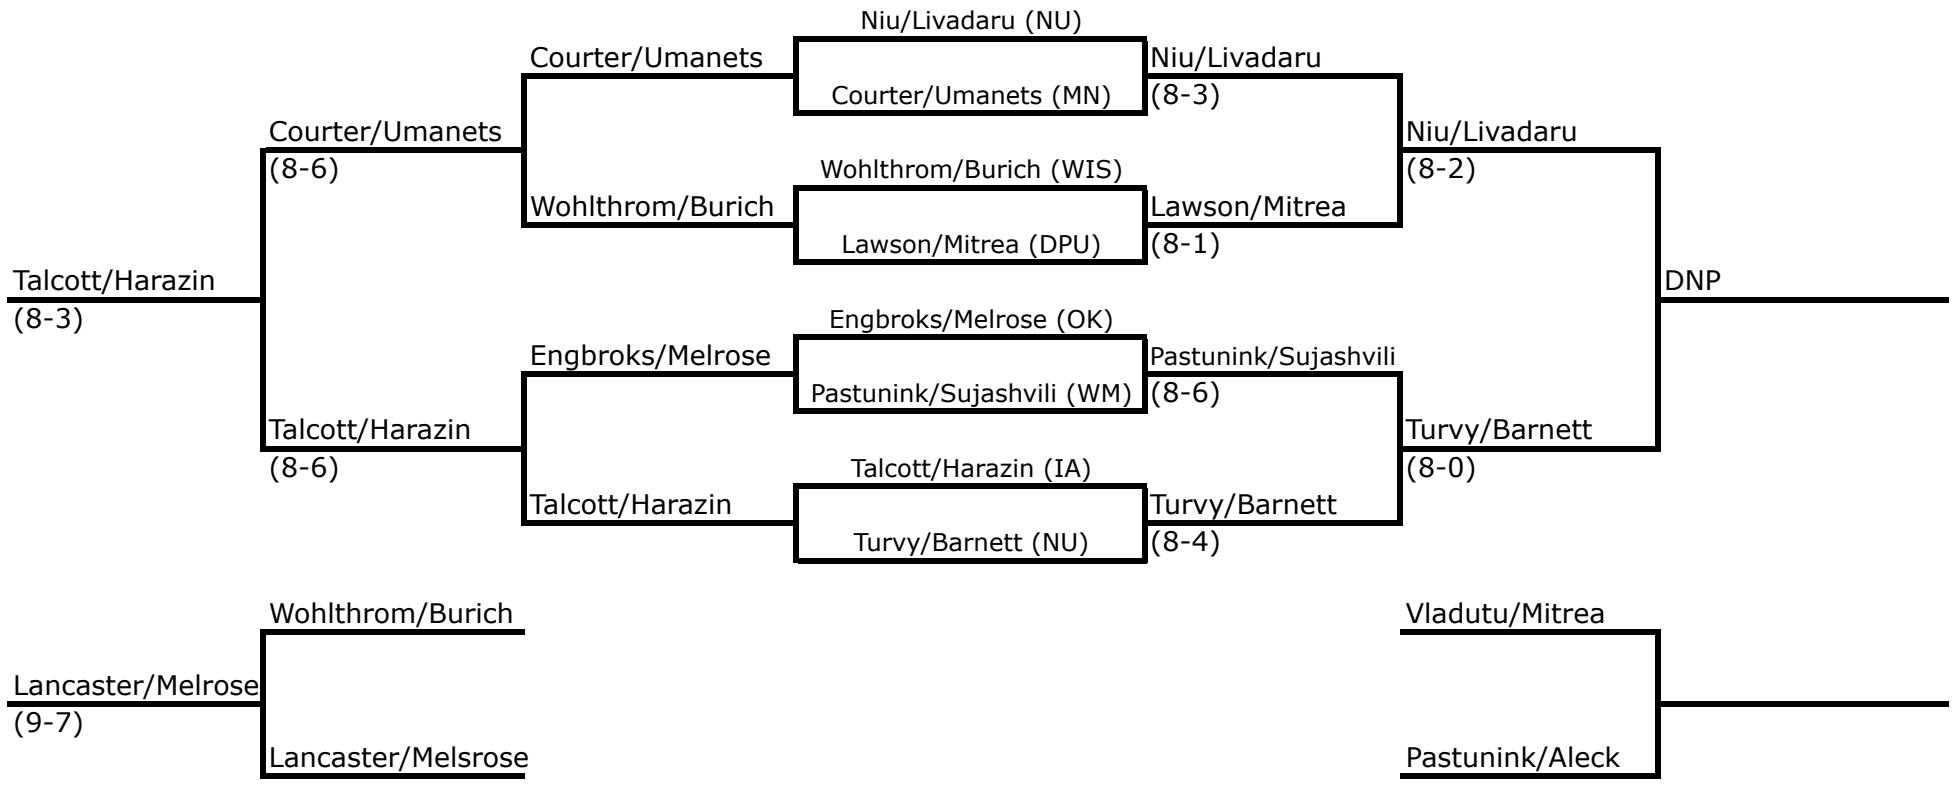 Niu/Livadaru (NU)
Courter/Umanets
Niu/Livadaru
Courter/Umanets (MN)
(8-3)
Courter/Umanets
Niu/Livadaru
(8-6)
Wohlthrom/Burich (WIS)
(8-2)
Wohlthrom/Burich
Lawson/Mitrea
Lawson/Mitrea (DPU)
(8-1)
Talcott/Harazin
DNP
(8-3)
Engbroks/Melrose (OK)
Engbroks/Melrose
Pastunink/Sujashvili
Pastunink/Sujashvili (WM)
(8-6)
Talcott/Harazin
Turvy/Barnett
(8-6)
Talcott/Harazin (IA)
(8-0)
Talcott/Harazin
Turvy/Barnett
Turvy/Barnett (NU)
(8-4)
Wohlthrom/Burich
Vladutu/Mitrea
Lancaster/Melrose
(9-7)
Lancaster/Melsrose
Pastunink/Aleck